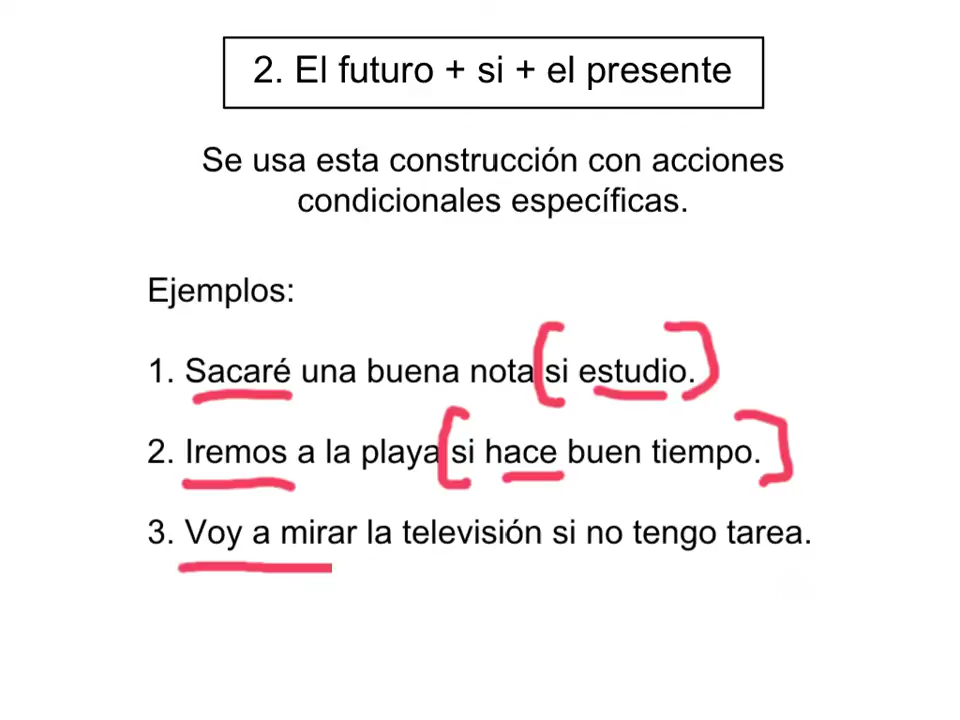 2. El futuro + si + el presente
Se usa esta construcción con acciones
condicionales específicas.
Ejemplos:
1. Sacaré una buena nota si estudio.
2. Iremos a la playa si hace buen tiempo.
3. Voy a mirar la televisión si no tengo tarea.